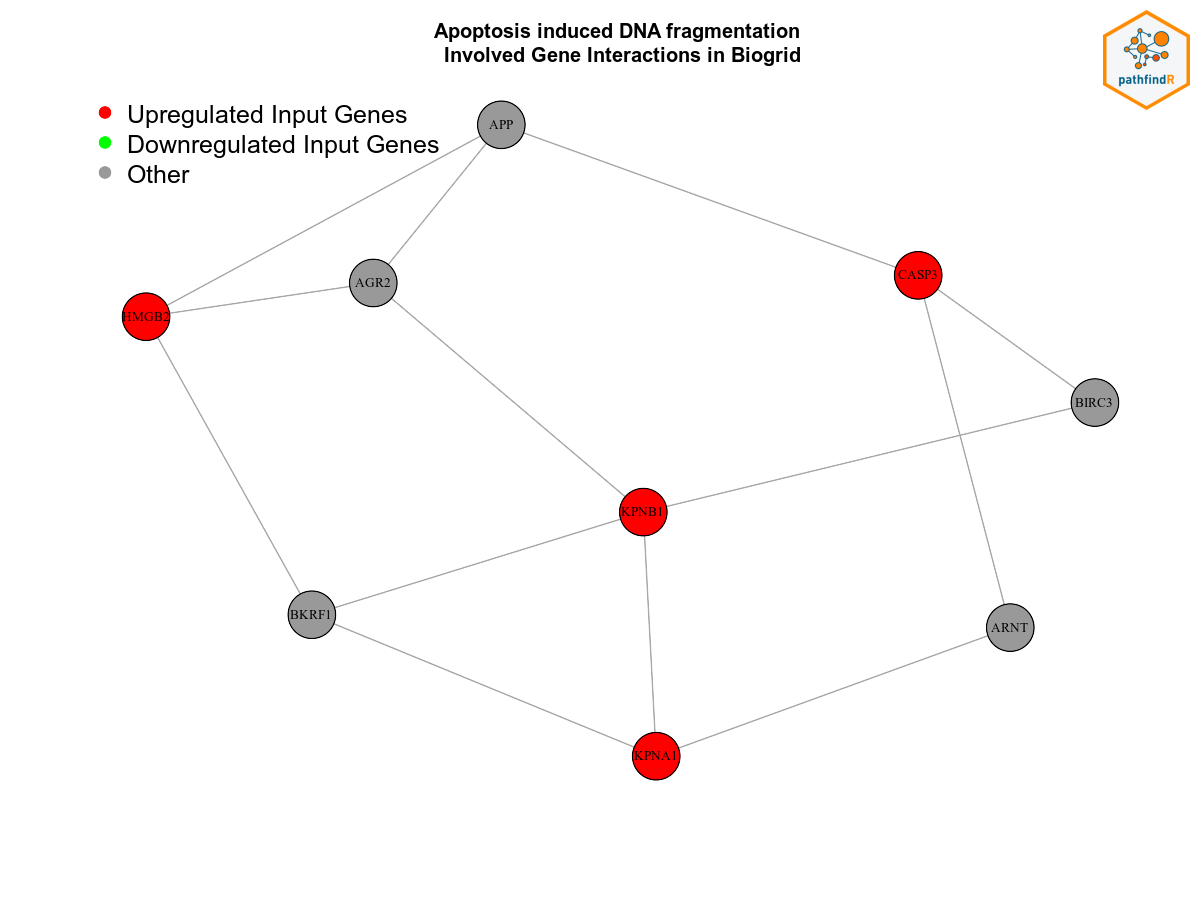 Apoptosis induced DNA fragmentation
Involved Gene Interactions in Biogrid
pathfindR
Upregulated Input Genes
Downregulated Input Genes
Other
APP
CASP3
AGR2
HMGB2
BIRC3
KPNB1
BKRF1
ARNT
KPNA1